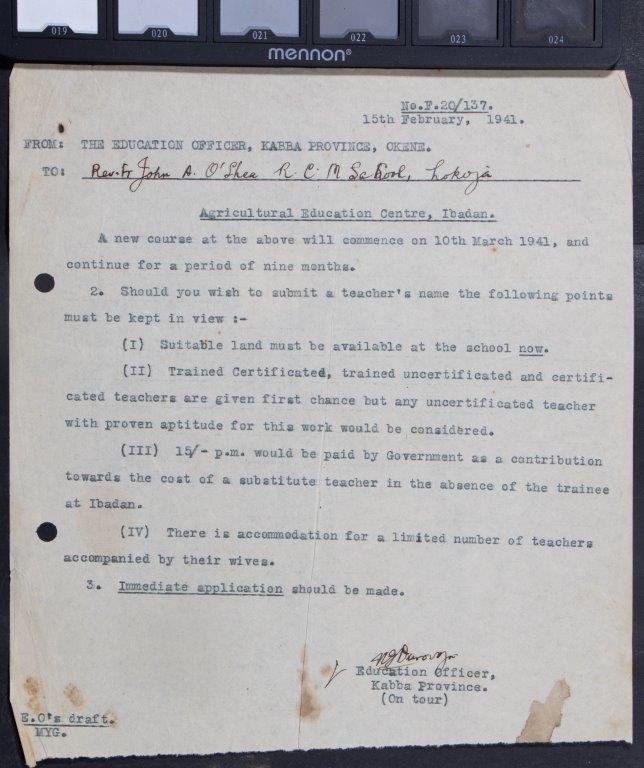 019 020 021 022 023 024
mennon®
No.F.20/137.
15th February, 1941.
FROM: THE EDUCATION OFFICER, KABBA PROVINCE, OKENE.
TO: Rev. Fr John A. O'Shea R. C. M School, Lokoja
Agricultural Education Centre, Ibadan.
A new course at the above will commence on 10th March 1941, and
continue for a period of nine months.
2. Should you wish to submit a teacher's name the following points
must be kept in view :-
(I) Suitable land must be available at the school now.
(II) Trained Certificated, trained uncertificated and certifi-
cated teachers are given first chance but any uncertificated teacher
with proven aptitude for this work would be considered.
(III) 15/- p.m. would be paid by Government as a contribution
towards the cost of a substitute teacher in the absence of the trainee
at Ibadan.
(IV) There is accommodation for a limited number of teachers
accompanied by their wives.
3. Immediate application should be made.
Education Officer,
Kabba Province.
(On tour)
E.O's draft.
MYG.